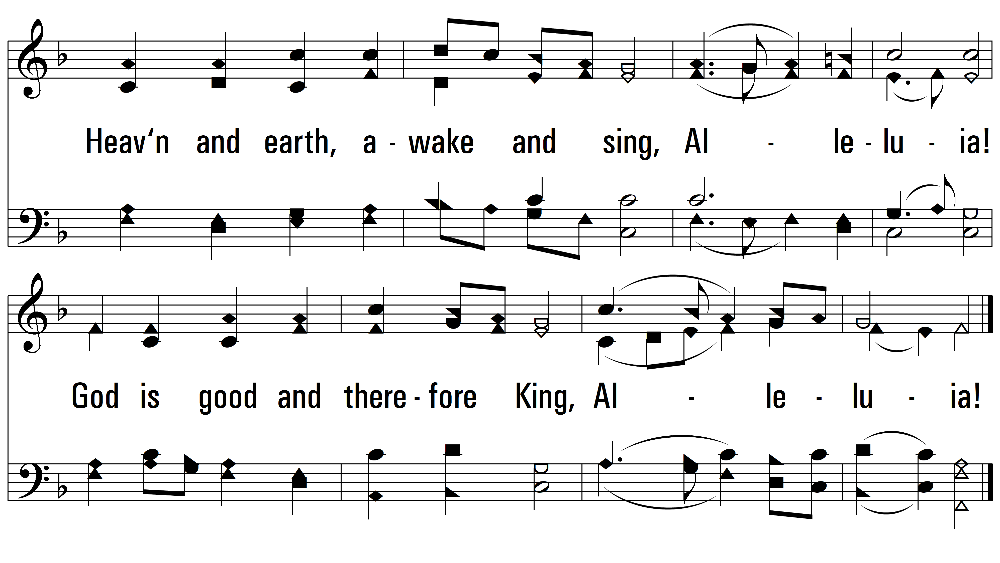 Heav‘n and earth, a - wake and sing, Al - le - lu - ia!
God is good and there - fore King, Al - le - lu - ia!